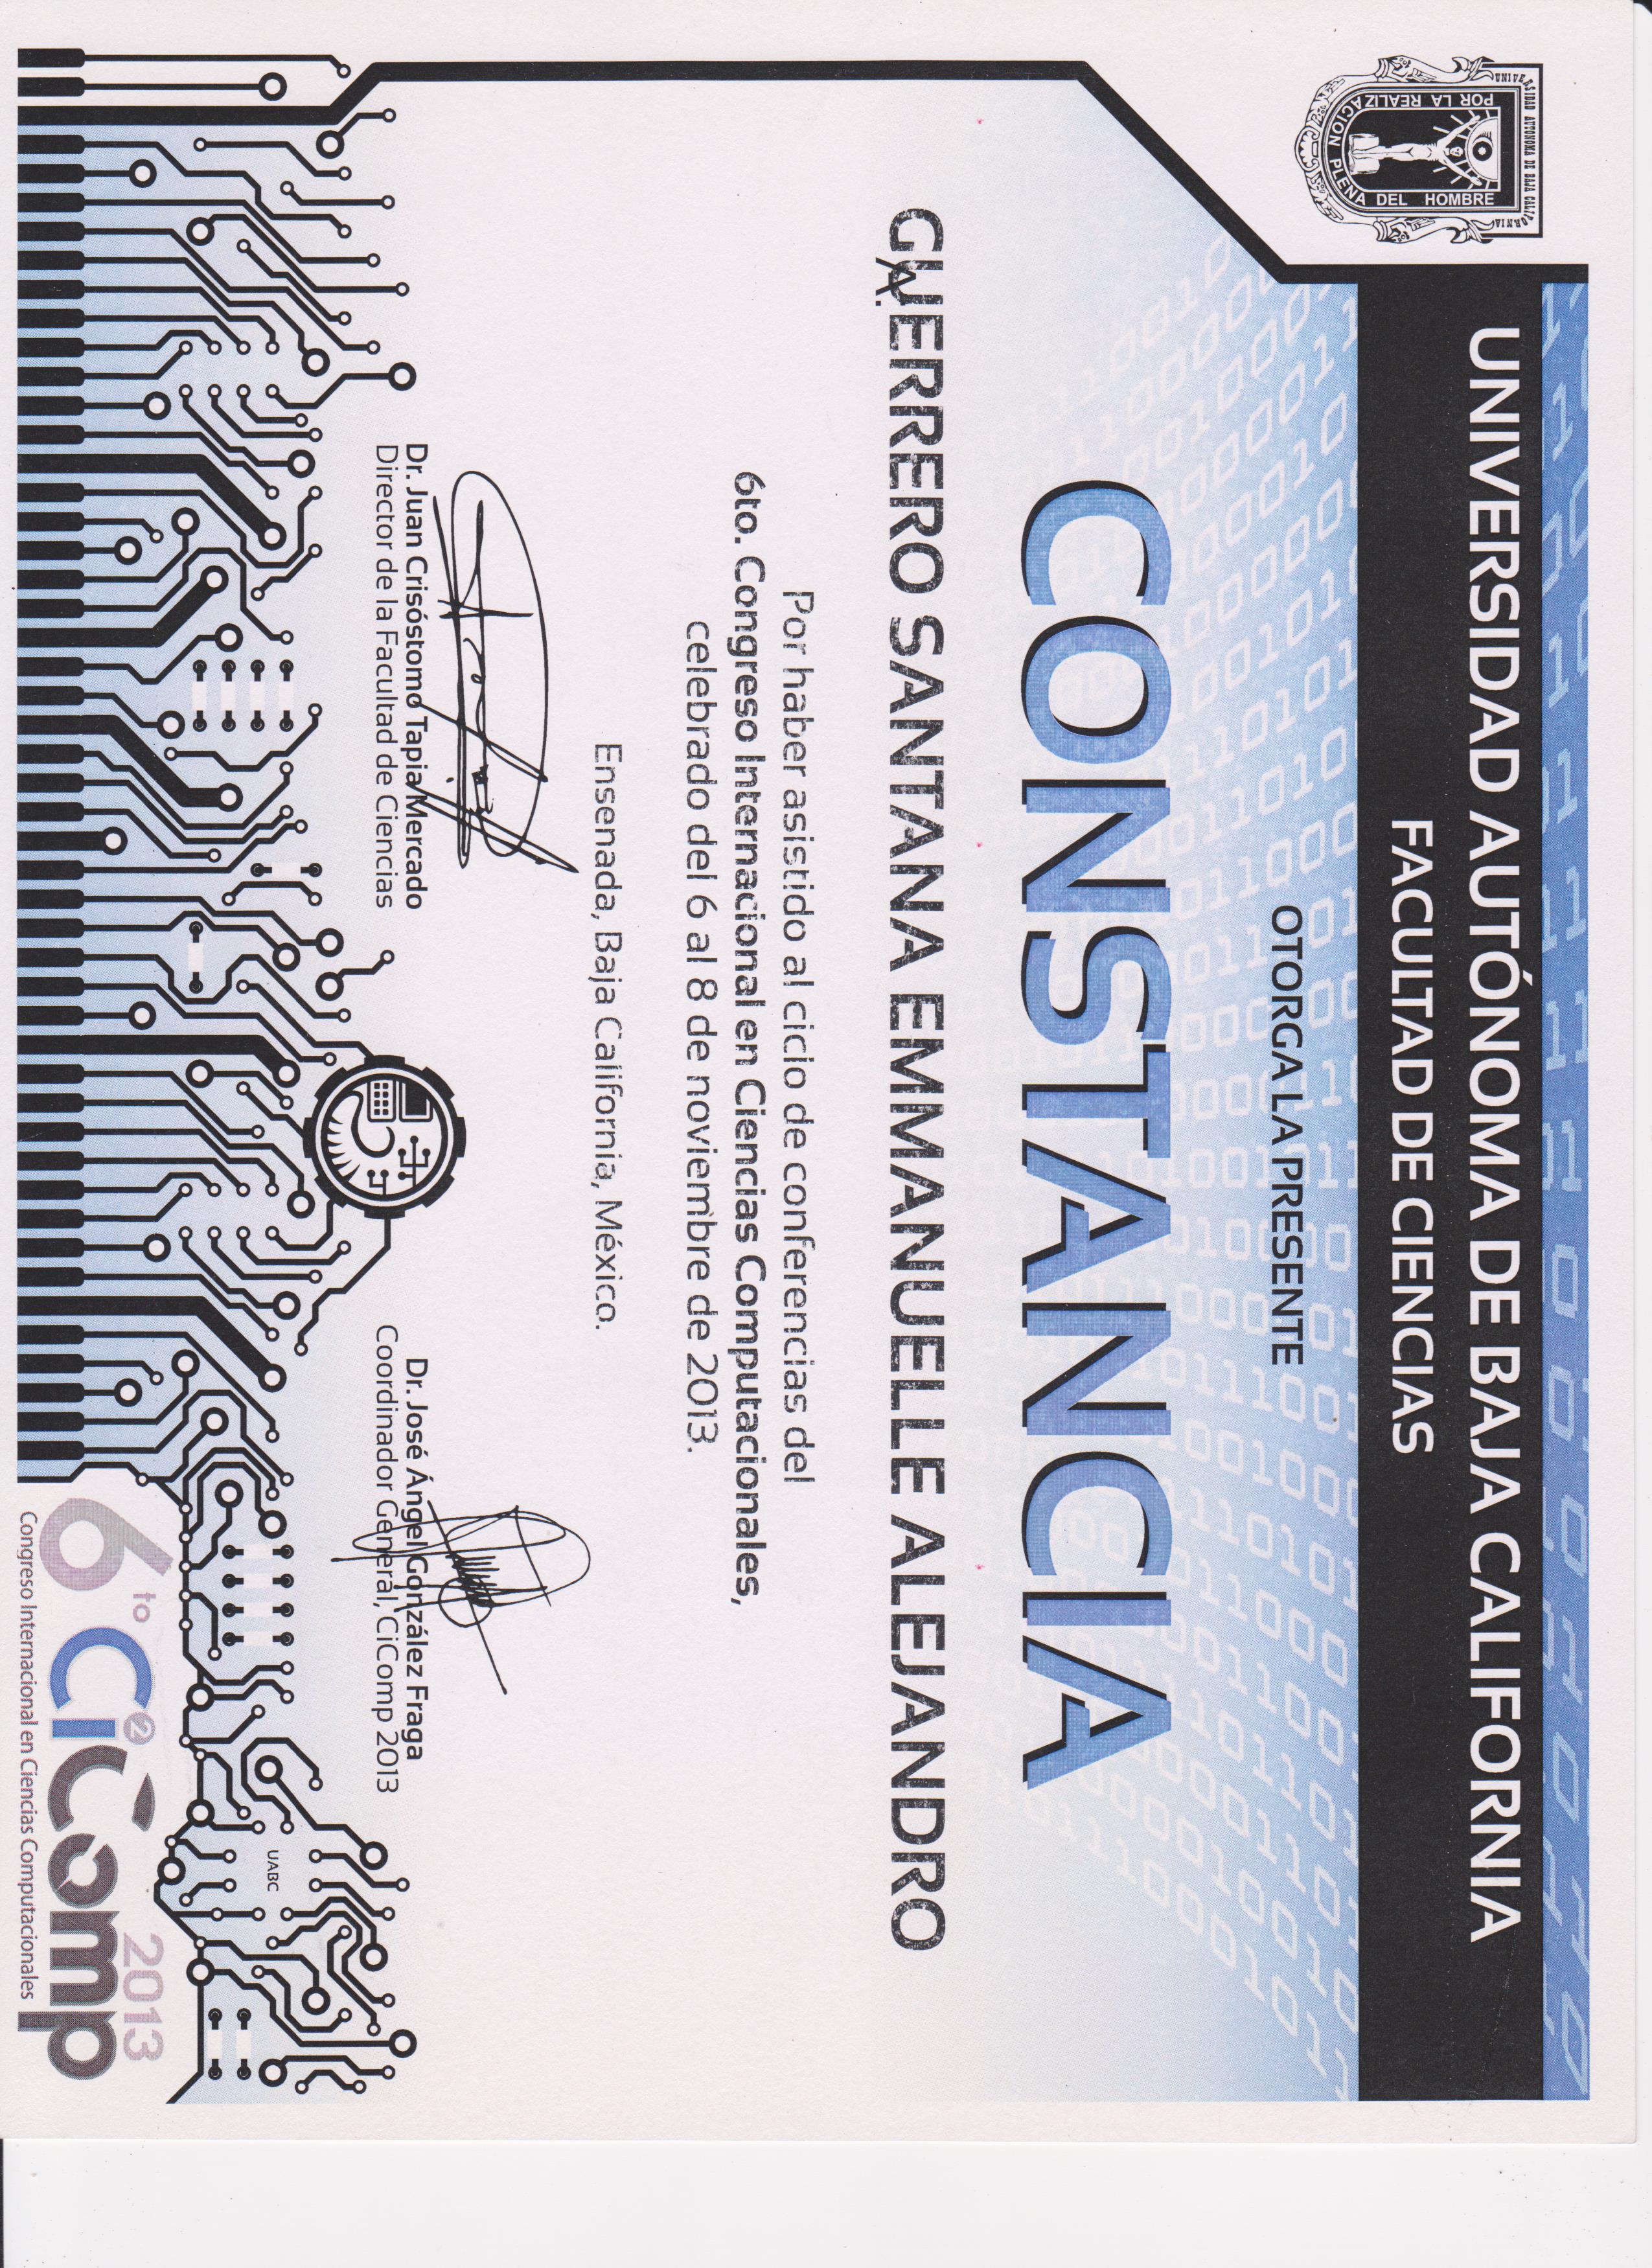 UNIVERSIDAD AUTONOMA DE BAJA CALIFORNIA
POR LA REALIZACION PLENA DEL HOMBRE
UNIVERSIDAD AUTÓNOMA DE BAJA CALIFORNIA
FACULTAD DE CIENCIAS
OTORGA LA PRESENTE
CONSTANCIA
GUERRERO SANTANA EMMANUELLE ALEJANDRO
A.
Por haber asistido al ciclo de conferencias del
6to. Congreso Internacional en Ciencias Computacionales,
celebrado del 6 al 8 de noviembre de 2013.
Ensenada, Baja California, México.
Dr. Juan Crisóstomo Tapia Mercado
Director de la Facultad de Ciencias
Dr. José Ángel González Fraga
Coordinador General, CiComp 2013
UABC
6to CiComp 2 2013
Congreso Internacional en Ciencias Computacionales